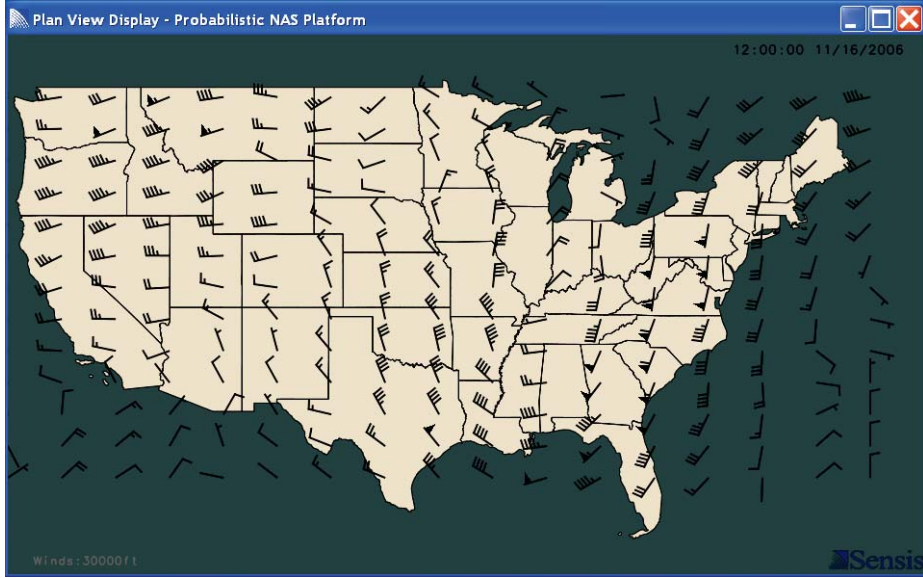 Plan View Display - Probabilistic NAS Platform
12:00:00 11/16/2006
Winds:30000ft
Sensis